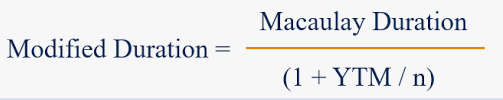 Modified Duration = Macaulay Duration
(1 + YTM / n)